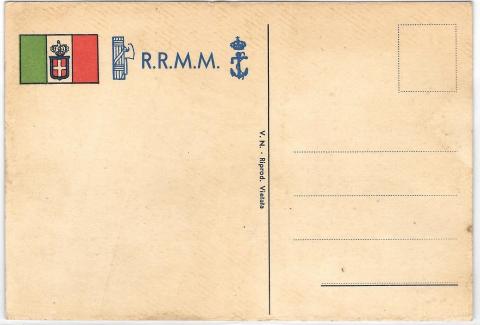 R.R.M.M.
V. N. - Riprod. Vietata